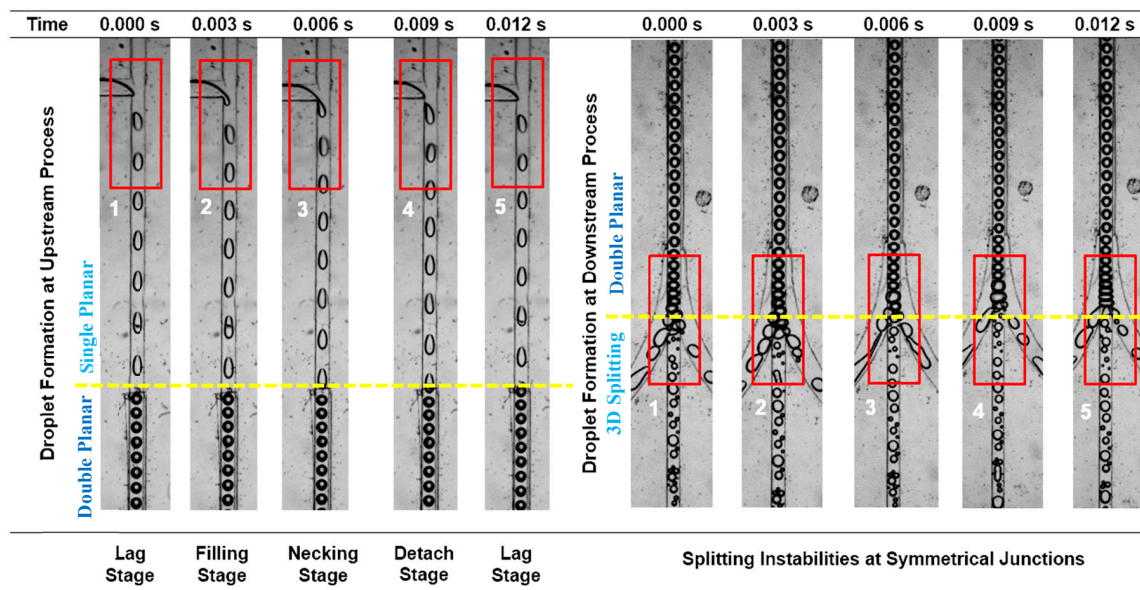 Time 0.000 s 0.003 s 0.006 s 0.009 s 0.012 s 0.000 s 0.003 s 0.006 s 0.009 s 0.012 s
Droplet Formation at Upstream Process
Single Planar
Double Planar
1 2 3 4 5
Droplet Formation at Downstream Process
Double Planar
3D Splitting
1 2 3 4 5
Lag Stage
Filling Stage
Necking Stage
Detach Stage
Lag Stage
Splitting Instabilities at Symmetrical Junctions